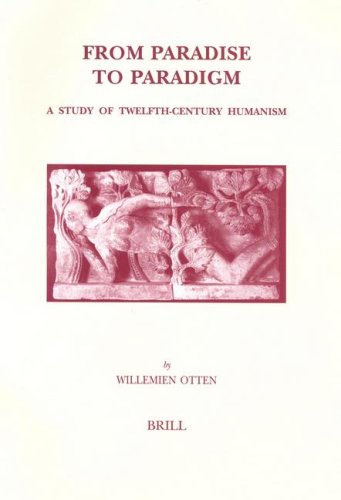 FROM PARADISE
TO PARADIGM
A STUDY OF TWELFTH-CENTURY HUMANISM
by
WILLEMIEN OTTEN
BRILL